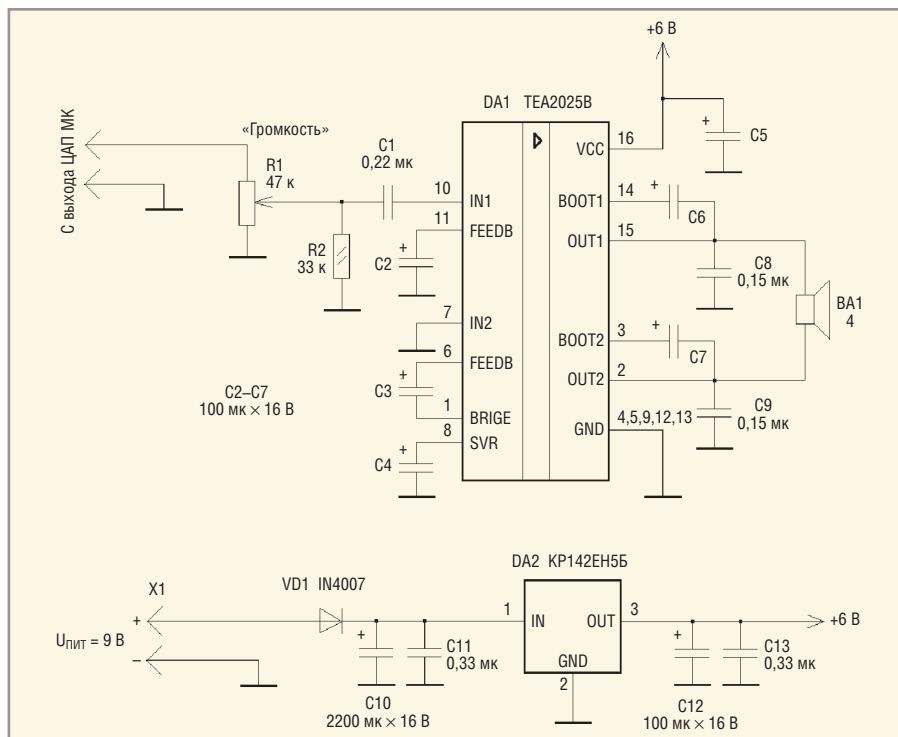 +6 В
DA1 TEA2025B
С выхода ЦАП МК
«Громкость»
R1
47 к
C1
0,22 мк
R2
33 к
10
IN1
11
FEEDB
C2
+
7
IN2
6
FEEDB
C3
+
1
BRIGE
8
SVR
C4
+
C2–C7
100 мк × 16 В
VCC
16
+
C5
BOOT1
14
+
C6
OUT1
15
C8
0,15 мк
BA1
4
BOOT2
3
+
C7
OUT2
2
C9
0,15 мк
GND
4,5,9,12,13
DA2 КР142ЕН5Б
X1
VD1 IN4007
+
UПИТ = 9 В
–
+
C10
2200 мк × 16 В
C11
0,33 мк
1
IN
OUT
3
GND
2
+
C12
100 мк × 16 В
C13
0,33 мк
+6 В